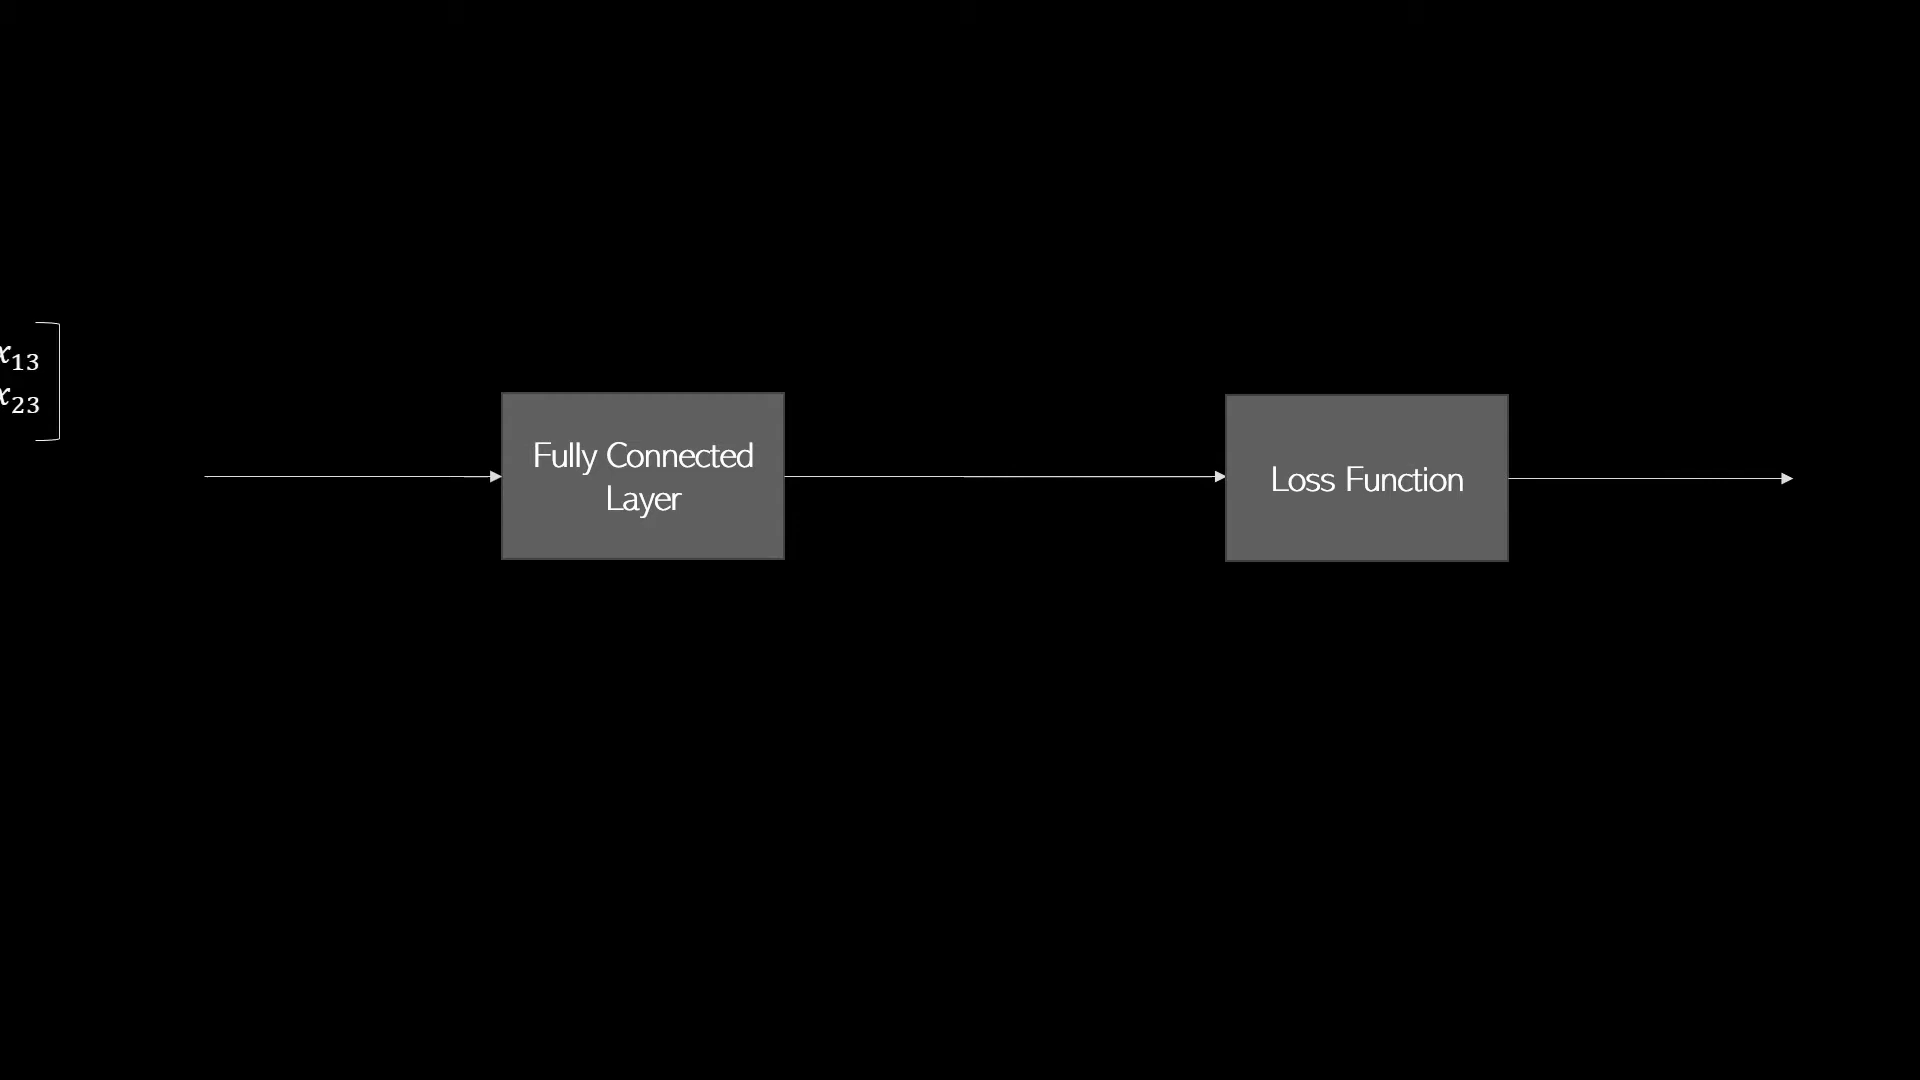 x₁₃
x₂₃
Fully Connected
Layer
Loss Function